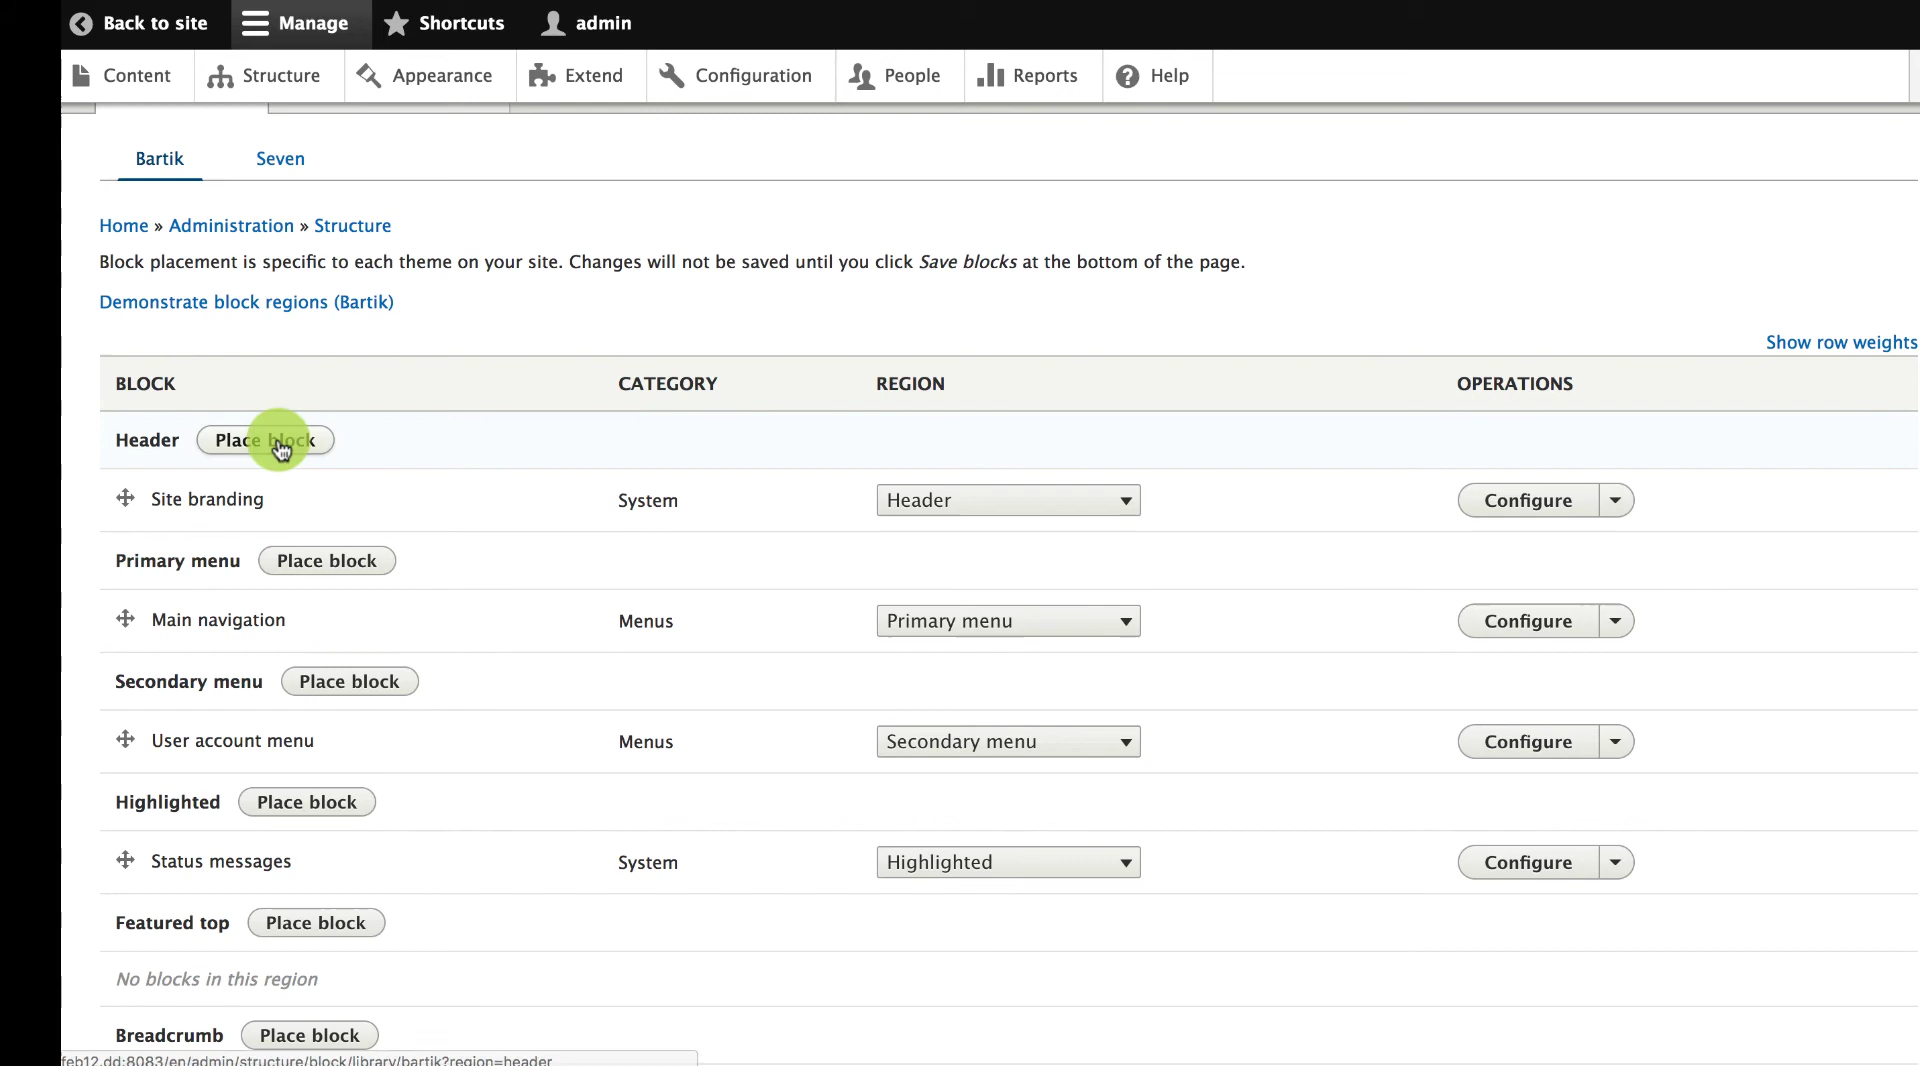 Back to site Manage Shortcuts admin
Content Structure Appearance Extend Configuration People Reports Help
Bartik Seven
Home » Administration » Structure
Block placement is specific to each theme on your site. Changes will not be saved until you click Save blocks at the bottom of the page.
Demonstrate block regions (Bartik)
Show row weights
BLOCK CATEGORY REGION OPERATIONS
Header Place block
Site branding System Header Configure
Primary menu Place block
Main navigation Menus Primary menu Configure
Secondary menu Place block
User account menu Menus Secondary menu Configure
Highlighted Place block
Status messages System Highlighted Configure
Featured top Place block
No blocks in this region
Breadcrumb Place block
feb12.dd:8083/en/admin/structure/block/library/bartik?region=header